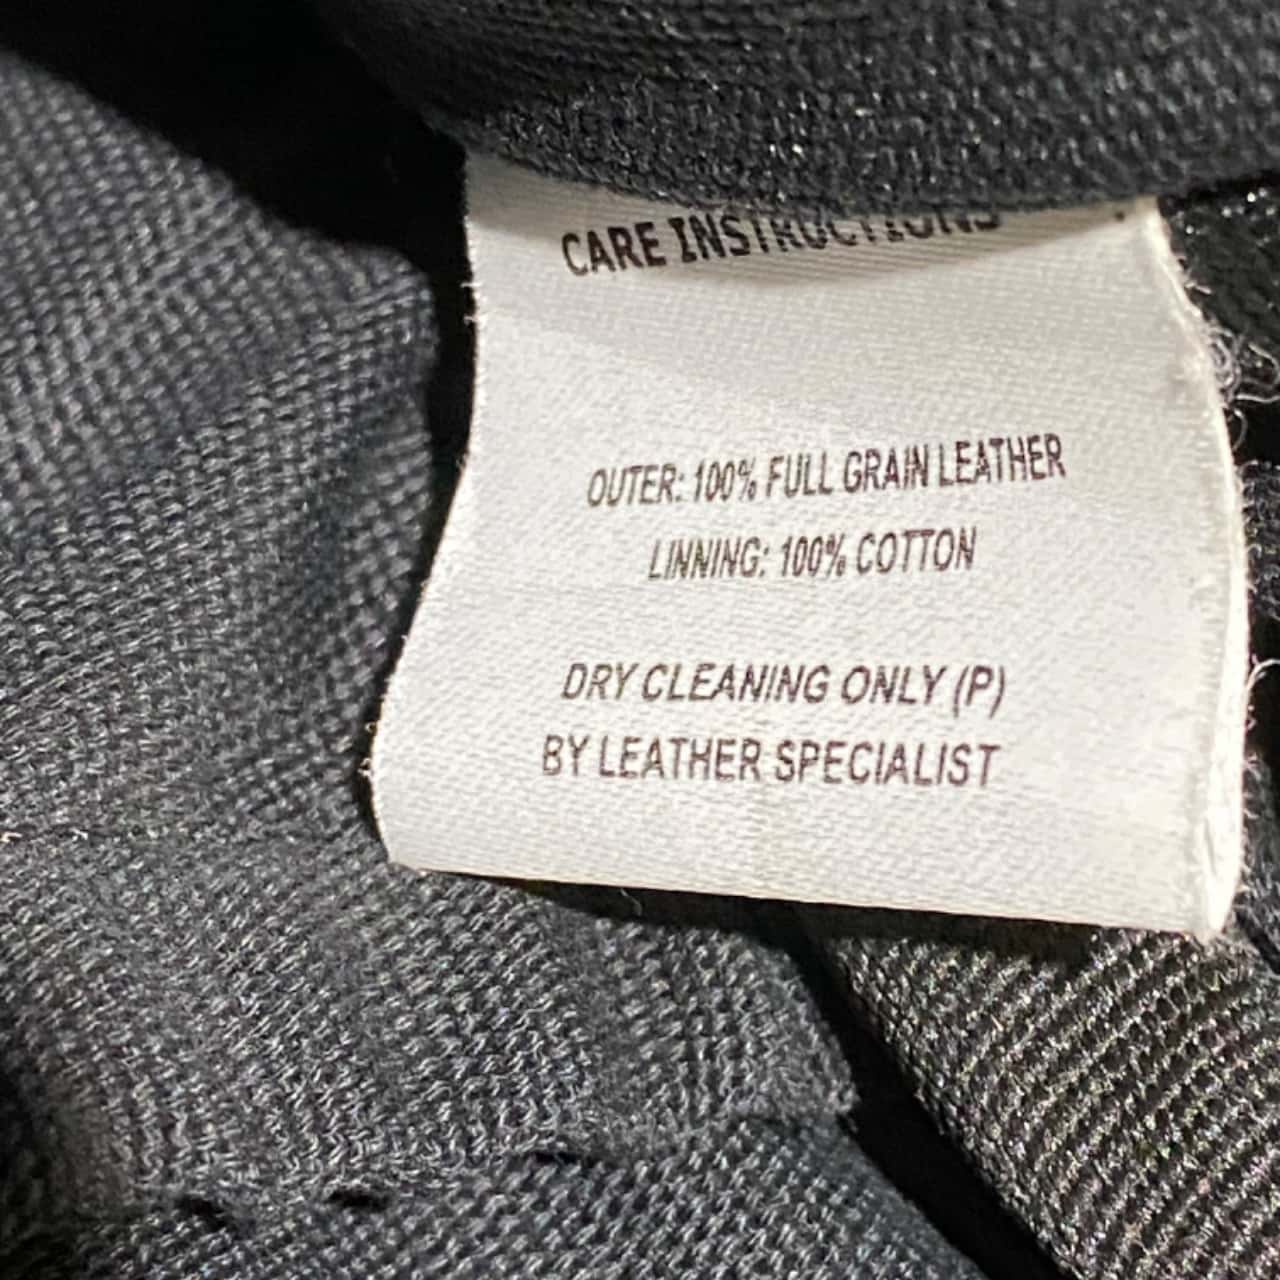 CARE INSTRUCTIONS
OUTER: 100% FULL GRAIN LEATHER
LINNING: 100% COTTON
DRY CLEANING ONLY (P)
BY LEATHER SPECIALIST